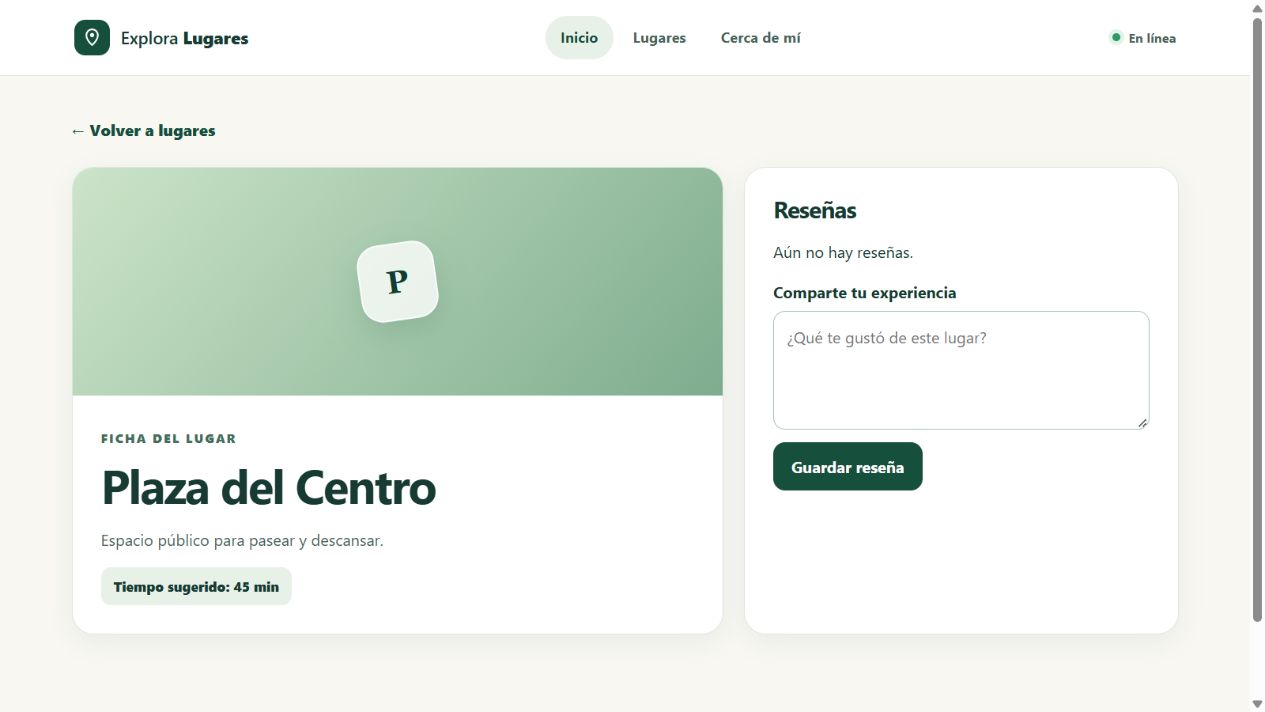 Explora Lugares
Inicio
Lugares
Cerca de mí
En línea
← Volver a lugares
P
FICHA DEL LUGAR
Plaza del Centro
Espacio público para pasear y descansar.
Tiempo sugerido: 45 min
Reseñas
Aún no hay reseñas.
Comparte tu experiencia
¿Qué te gustó de este lugar?
Guardar reseña